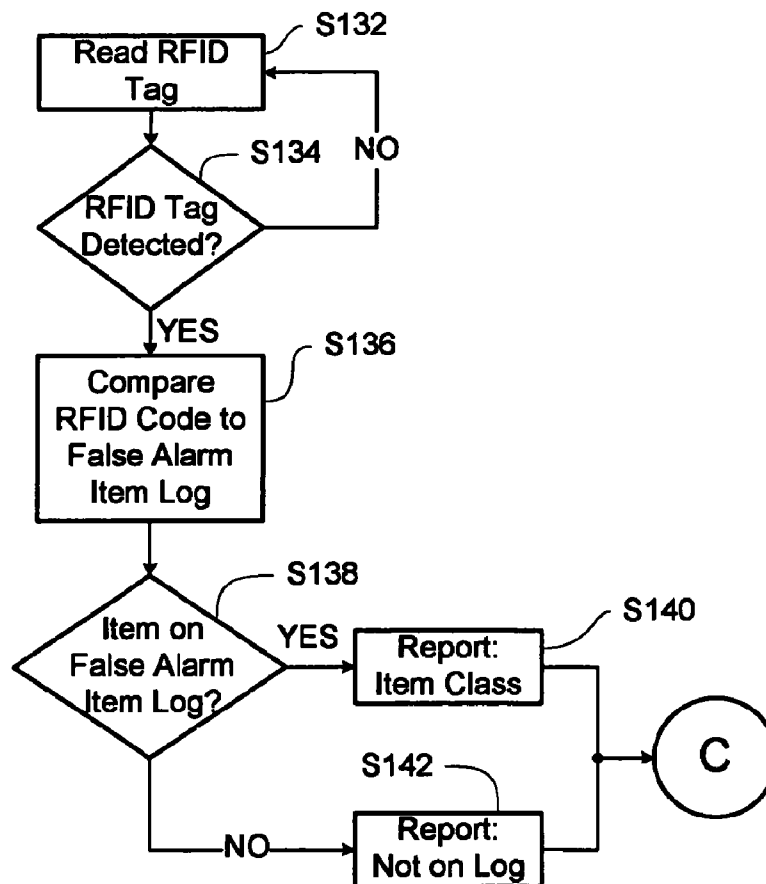 S132
Read RFID
Tag
S134
NO
RFID Tag
Detected?
YES
S136
Compare
RFID Code to
False Alarm
Item Log
S138
Item on
False Alarm
Item Log?
YES
S140
Report:
Item Class
C
S142
NO
Report:
Not on Log